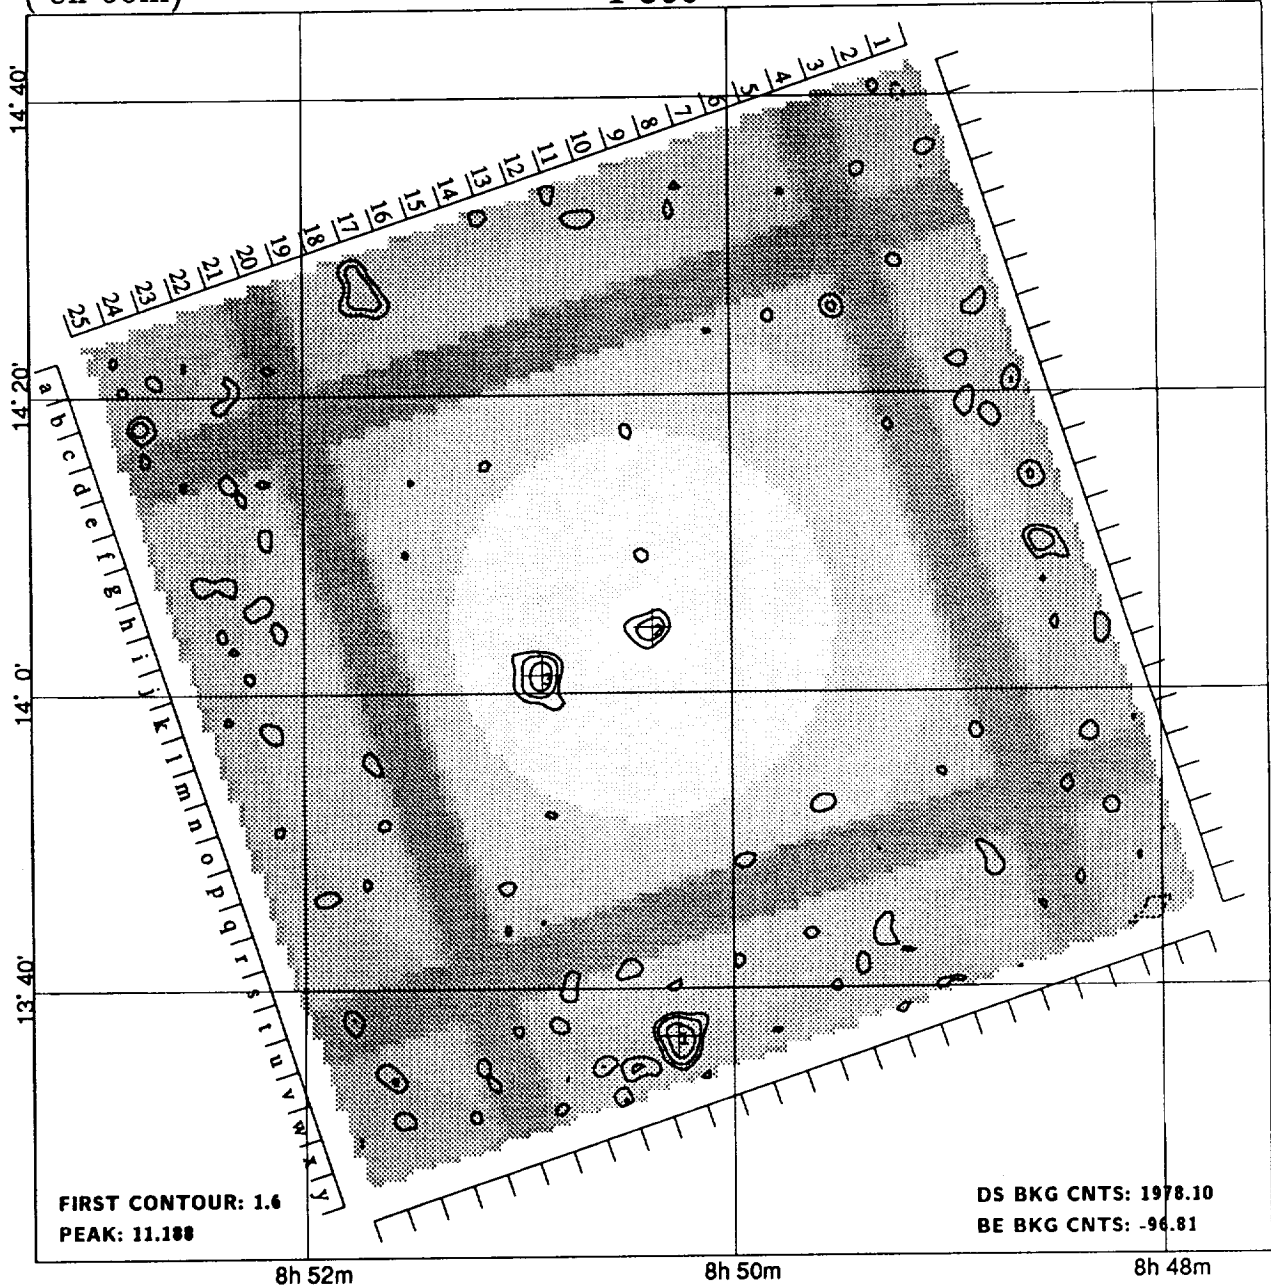 1 2 3 4 5 6 7 8 9 10 11 12 13 14 15 16 17 18 19 20 21 22 23 24 25
14° 40'
14° 20'
14° 0'
13° 40'
a b c d e f g h i j k l m n o p q r s t u v w x y
FIRST CONTOUR: 1.6
PEAK: 11.188
DS BKG CNTS: 1978.10
BE BKG CNTS: -96.81
8h 52m
8h 50m
8h 48m